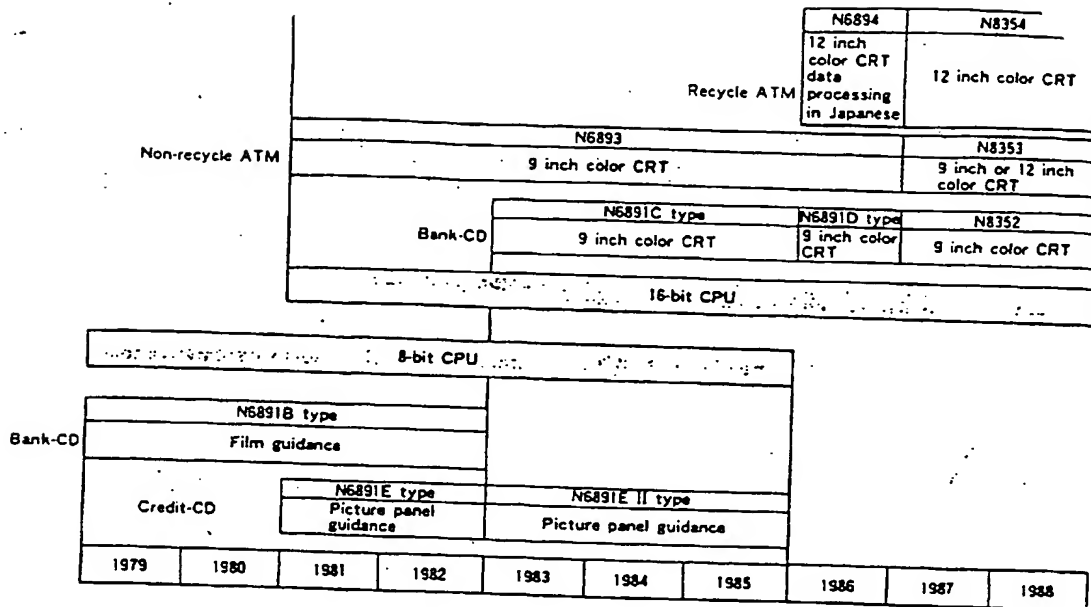 N6894 N8354
12 inch
color CRT
data
processing
in Japanese
12 inch color CRT
Recycle ATM
N6893 N8353
Non-recycle ATM
9 inch color CRT
9 inch or 12 inch
color CRT
N6891C type N6891D type N8352
Bank-CD
9 inch color CRT
9 inch color
CRT
9 inch color CRT
16-bit CPU
8-bit CPU
N6891B type
Bank-CD
Film guidance
N6891E type N6891E II type
Credit-CD
Picture panel
guidance
Picture panel guidance
1979 1980 1981 1982 1983 1984 1985 1986 1987 1988